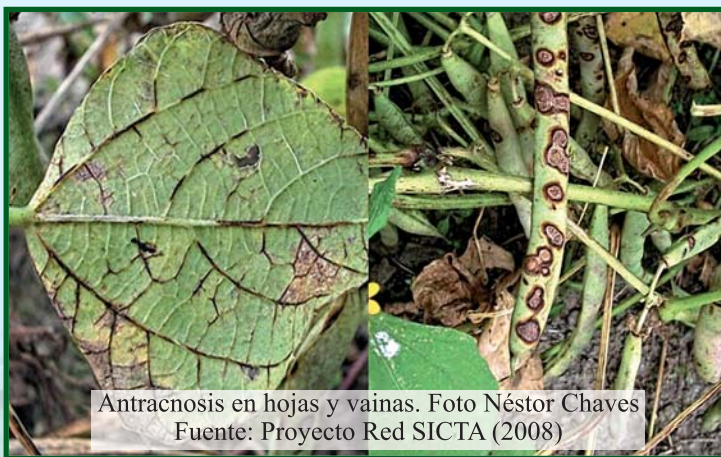 Antracnosis en hojas y vainas. Foto Néstor Chaves
Fuente: Proyecto Red SICTA (2008)